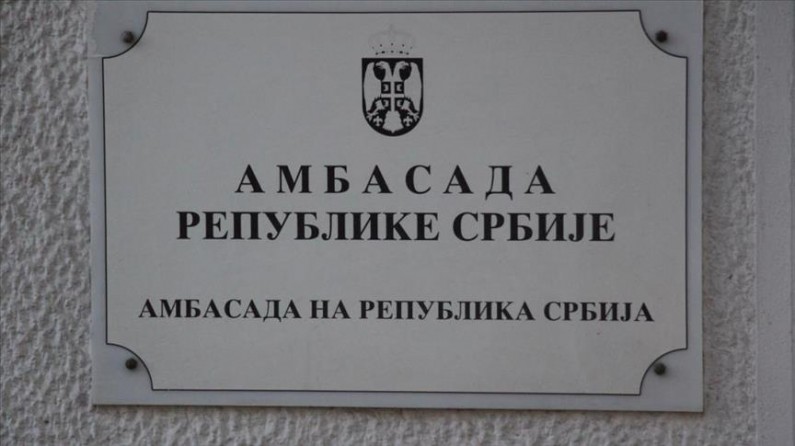 АМБАСАДА
РЕПУБЛИКЕ СРБИЈЕ
АМБАСАДА НА РЕПУБЛИКА СРБИЈА